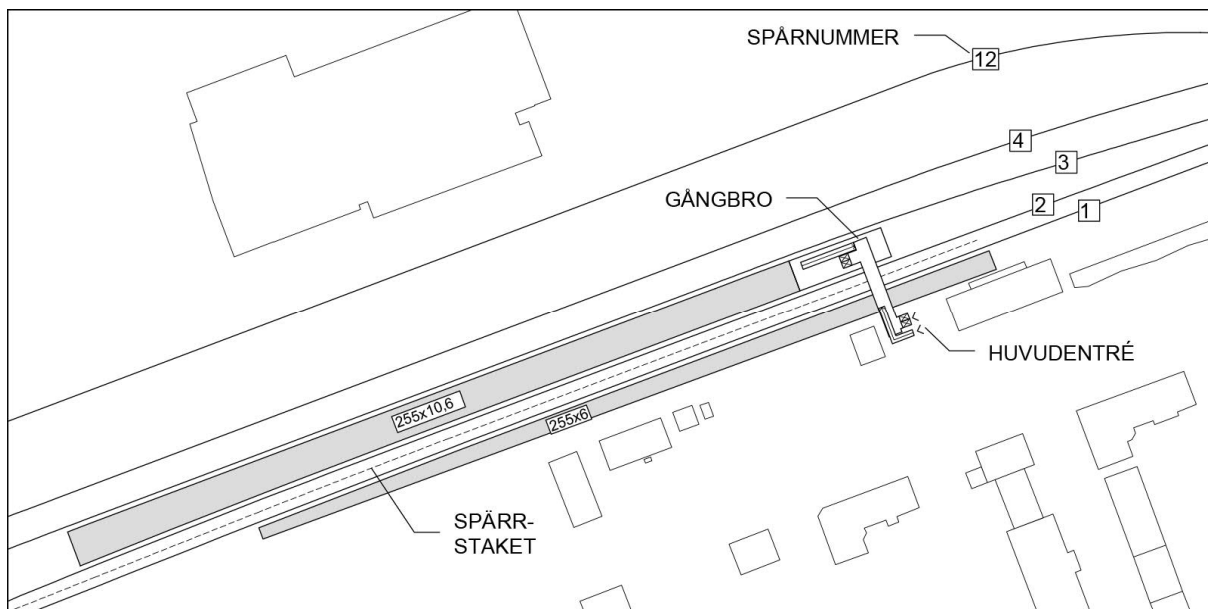 SPÅRNUMMER
12
4
3
GÅNGBRO
2
1
HUVUDENTRÉ
255x10,6
255x6
SPÄRR-
STAKET